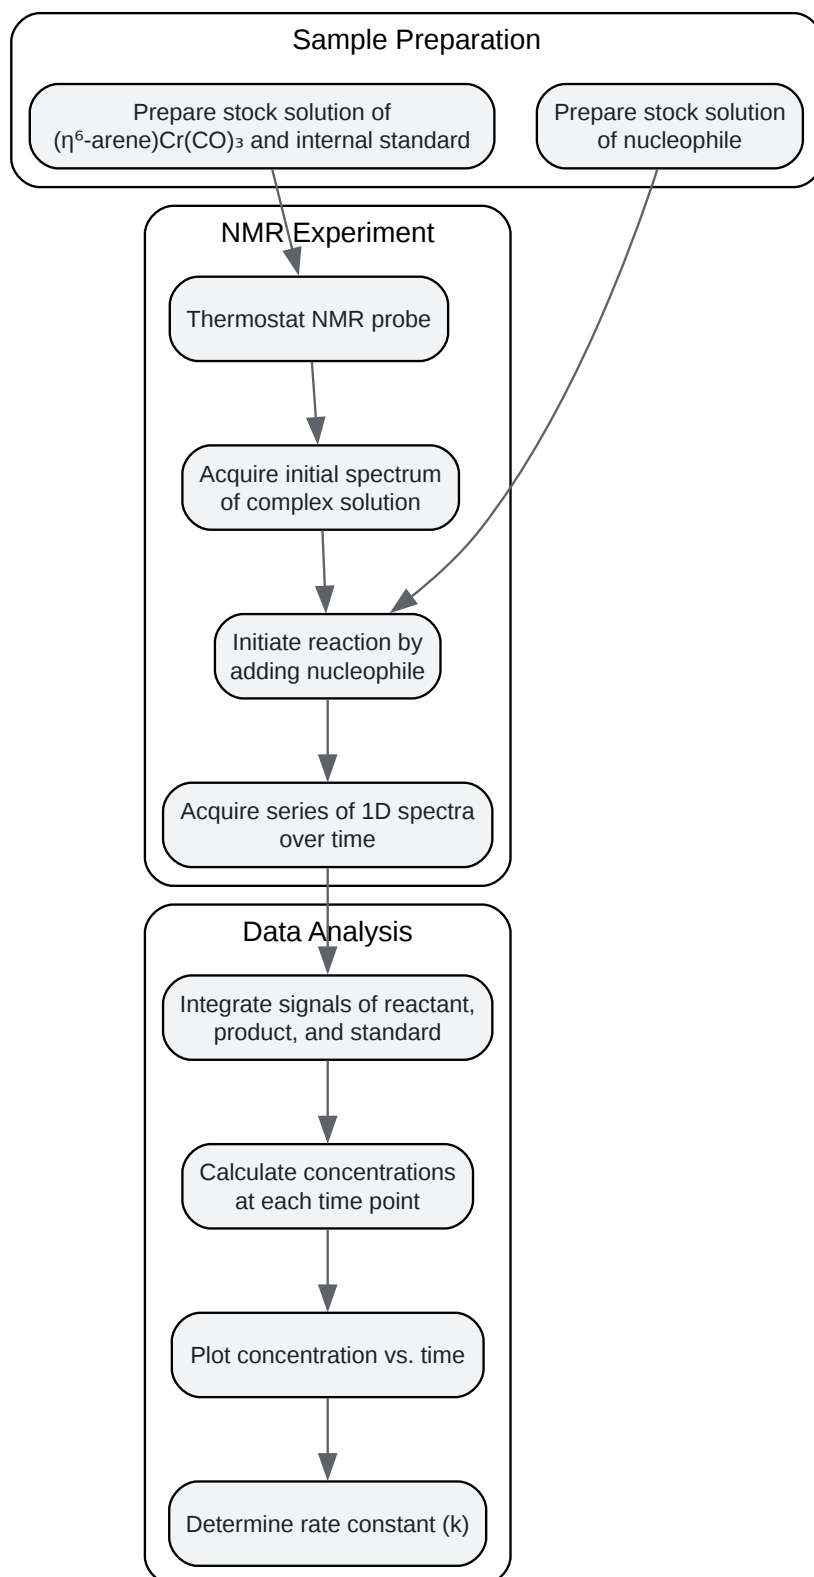 Sample Preparation
Prepare stock solution of
(η⁶-arene)Cr(CO)₃ and internal standard
Prepare stock solution
of nucleophile
NMR Experiment
Thermostat NMR probe
Acquire initial spectrum
of complex solution
Initiate reaction by
adding nucleophile
Acquire series of 1D spectra
over time
Data Analysis
Integrate signals of reactant,
product, and standard
Calculate concentrations
at each time point
Plot concentration vs. time
Determine rate constant (k)